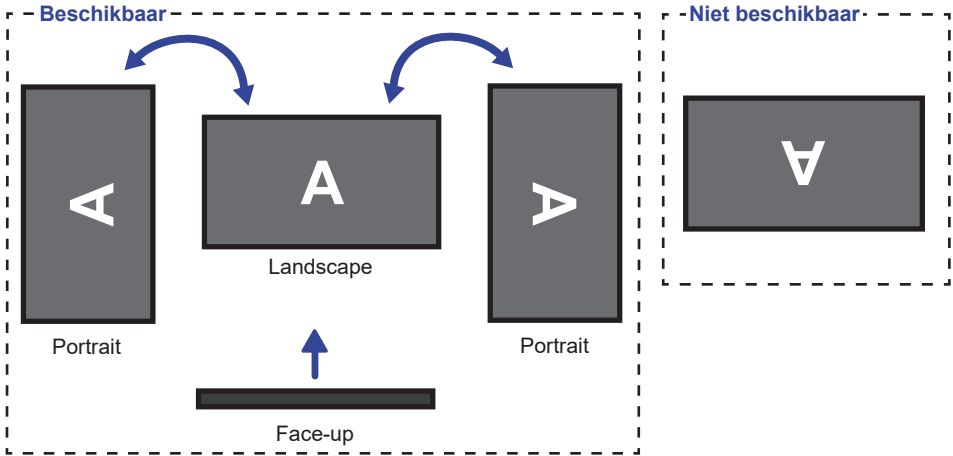 Beschikbaar
Niet beschikbaar
A
A
A
A
Landscape
Portrait
Portrait
Face-up